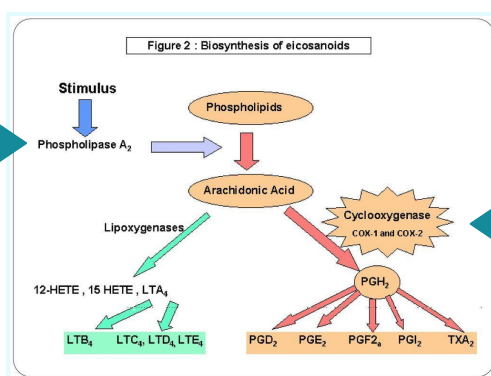 Figure 2 : Biosynthesis of eicosanoids
Stimulus
Phospholipids
Phospholipase A₂
Arachidonic Acid
Cyclooxygenase
COX-1 and COX-2
Lipoxygenases
12-HETE , 15 HETE , LTA₄
PGH₂
LTB₄ LTC₄, LTD₄, LTE₄
PGD₂ PGE₂ PGF2ₐ PGI₂ TXA₂